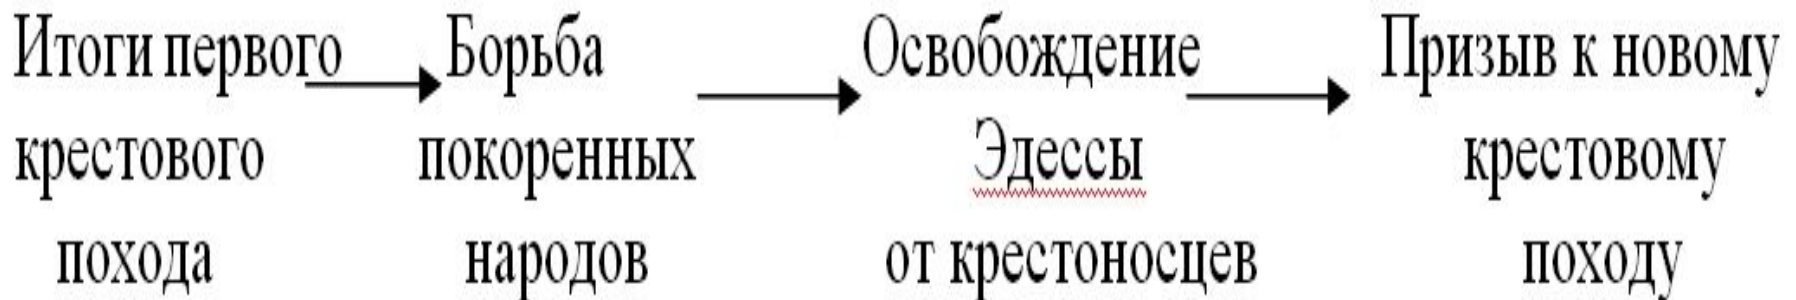 Итоги первого
крестового
похода
Борьба
покоренных
народов
Освобождение
Эдессы
от крестоносцев
Призыв к новому
крестовому
походу